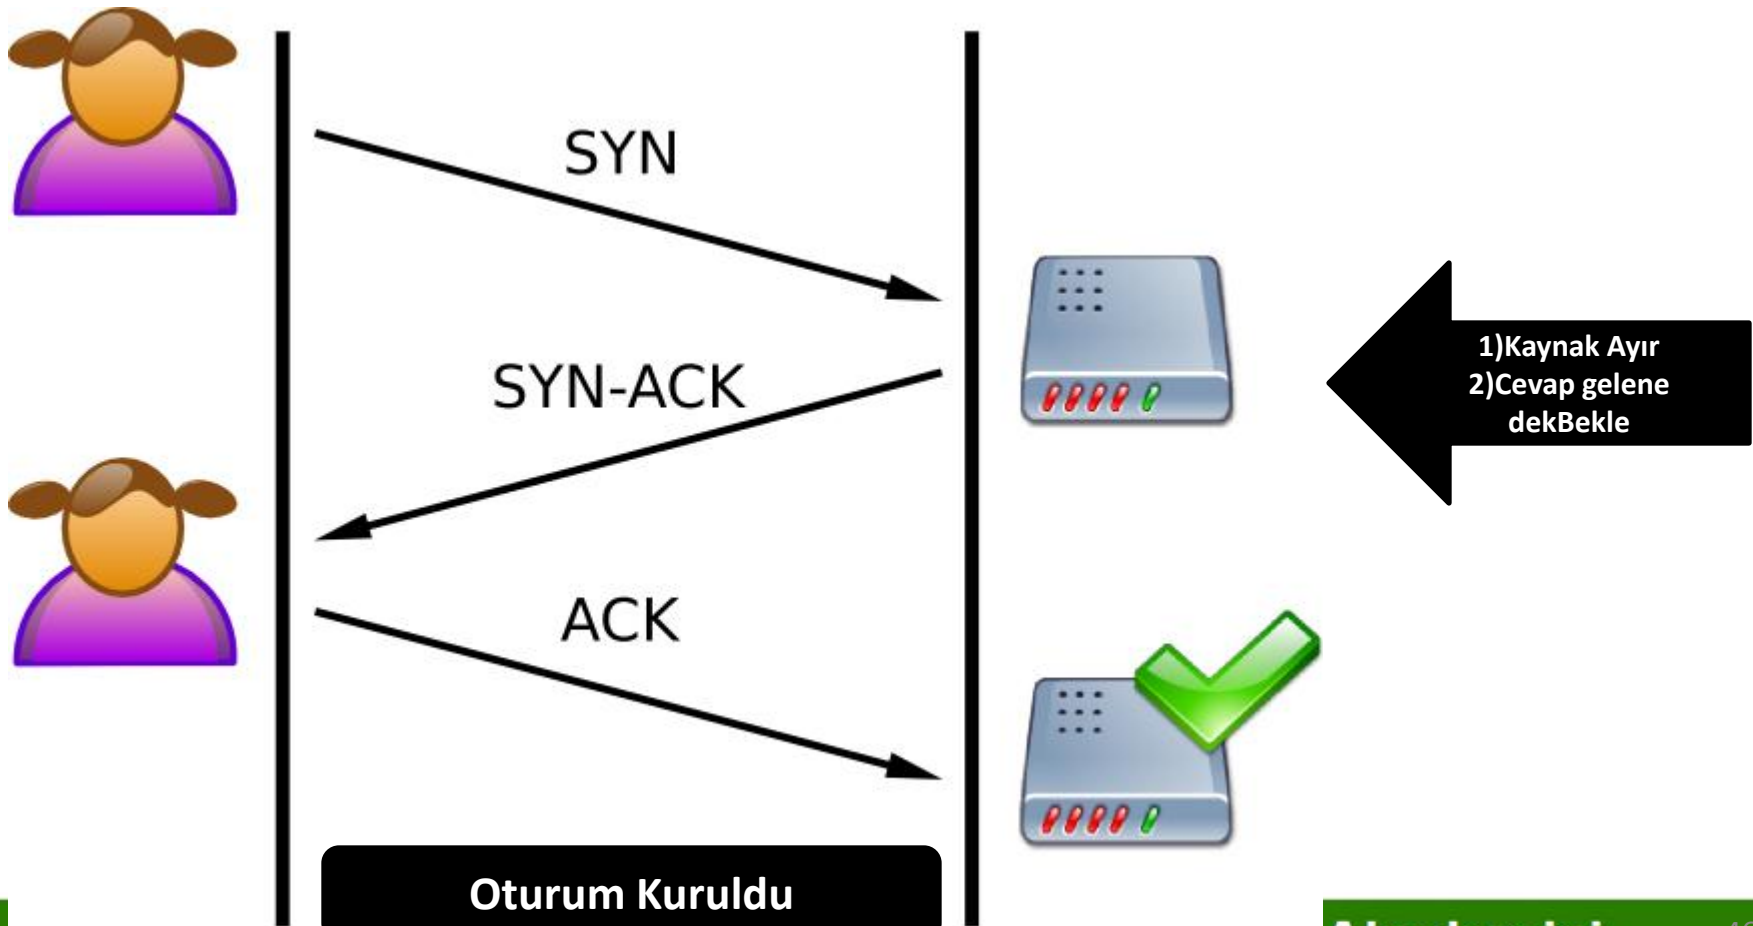 SYN
SYN-ACK
1)Kaynak Ayır
2)Cevap gelene
dekBekle
ACK
Oturum Kuruldu